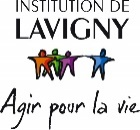 INSTITUTION DE
LAVIGNY
Agir pour la vie